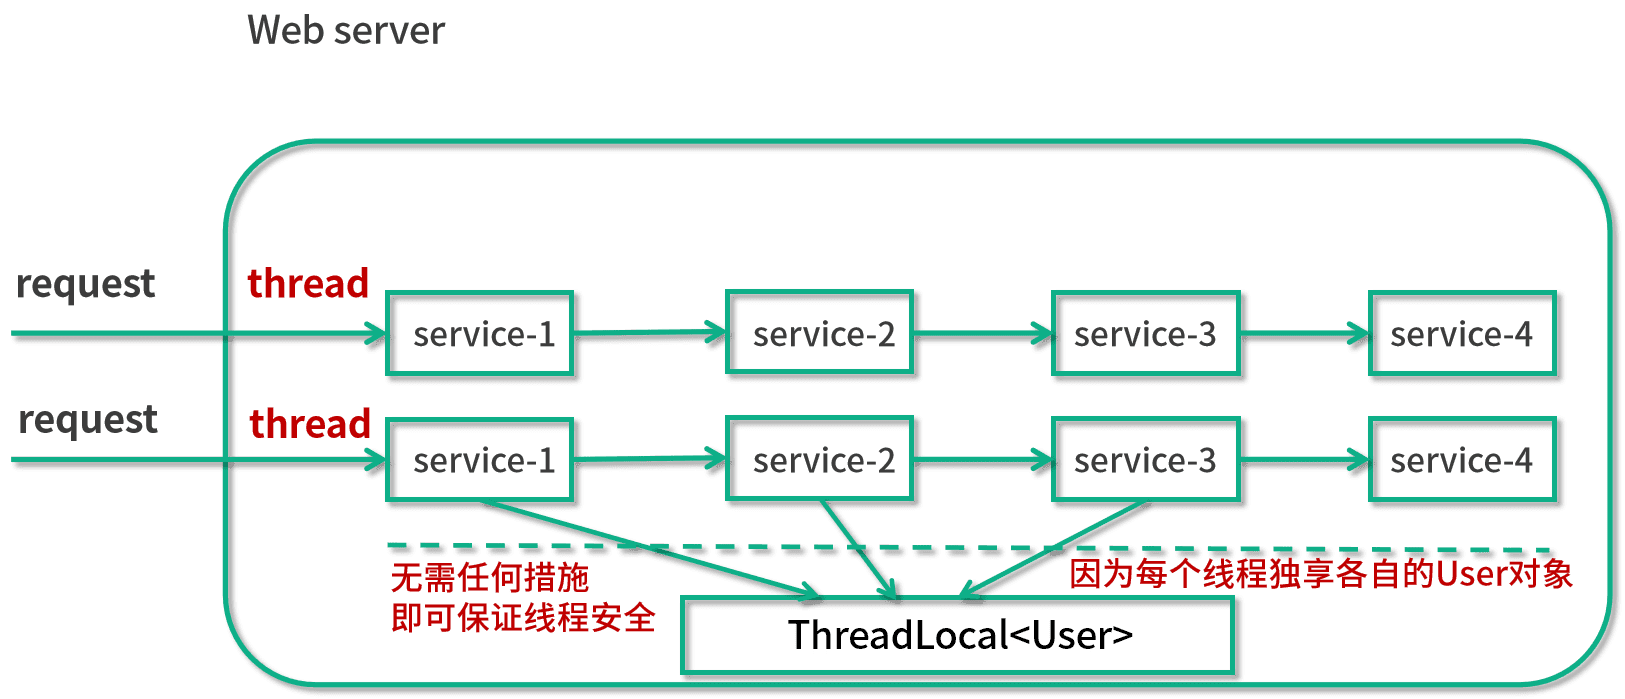 Web server
request
thread
service-1
service-2
service-3
service-4
request
thread
service-1
service-2
service-3
service-4
无需任何措施
即可保证线程安全
因为每个线程独享各自的User对象
ThreadLocal<User>